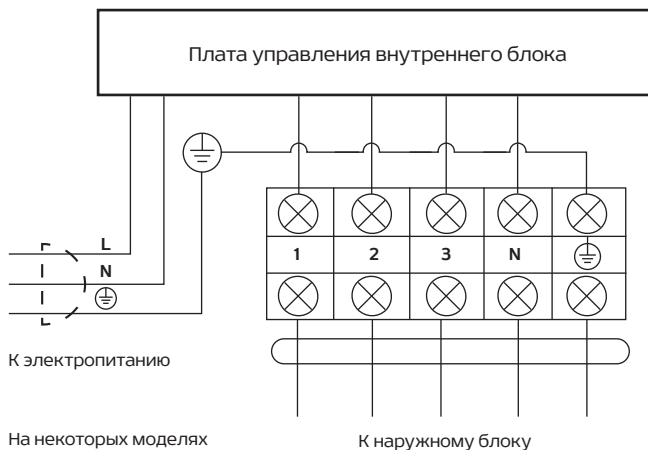 Плата управления внутреннего блока
L
N
1 2 3 N
К электропитанию
На некоторых моделях
К наружному блоку